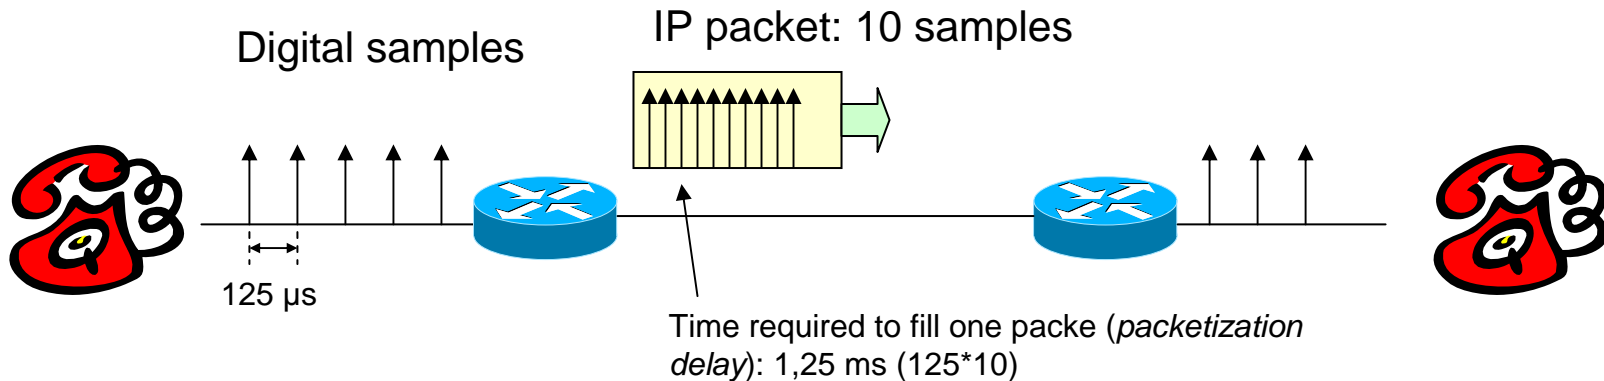 Digital samples
IP packet: 10 samples
125 µs
Time required to fill one packe (packetization
delay): 1,25 ms (125*10)